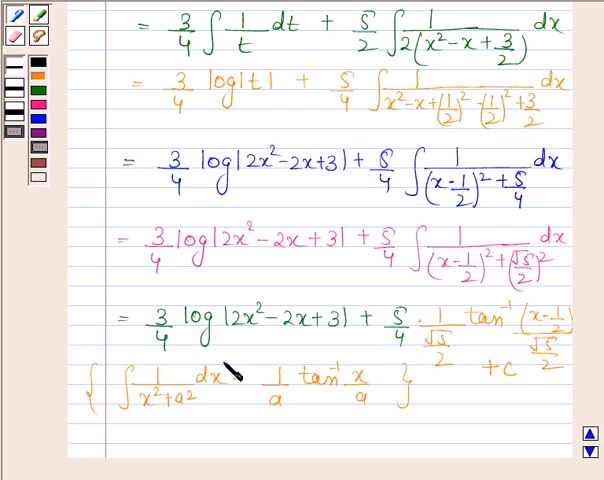 = 3/4 ∫ 1/t dt + 5/2 ∫ 1/2(x²-x+3/2) dx
= 3/4 log|t| + 5/4 ∫ 1/x²-x+(1/2)²-(1/2)²+3/2 dx
= 3/4 log|2x²-2x+3| + 5/4 ∫ 1/(x-1/2)²+5/4 dx
= 3/4 log|2x²-2x+3| + 5/4 ∫ 1/(x-1/2)²+(√5/2)² dx
= 3/4 log|2x²-2x+3| + 5/4 · 1/√5/2 tan⁻¹ (x-1/2)/√5/2 +c
{ ∫ 1/x²+a² dx 1/a tan⁻¹ x/a }